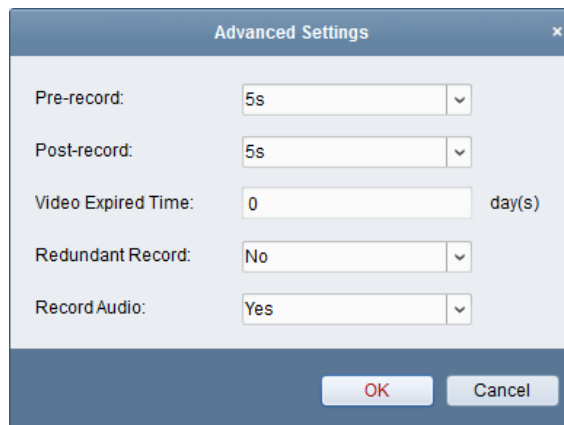 Advanced Settings ×
Pre-record: 5s
Post-record: 5s
Video Expired Time: 0 day(s)
Redundant Record: No
Record Audio: Yes
OK Cancel